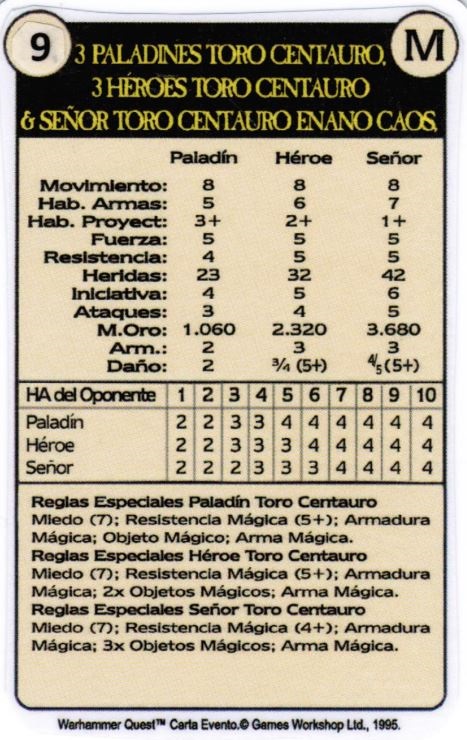 9 M
3 PALADINES TORO CENTAURO,
3 HÉROES TORO CENTAURO
& SEÑOR TORO CENTAURO ENANO CAOS.
Paladín Héroe Señor
Movimiento: 8 8 8
Hab. Armas: 5 6 7
Hab. Proyect: 3+ 2+ 1+
Fuerza: 5 5 5
Resistencia: 4 5 5
Heridas: 23 32 42
Iniciativa: 4 5 6
Ataques: 3 4 5
M.Oro: 1.060 2.320 3.680
Arm.: 2 3 3
Daño: 2 ¾ (5+) ⅘ (5+)
HA del Oponente 1 2 3 4 5 6 7 8 9 10
Paladín 2 2 3 3 4 4 4 4 4 4
Héroe 2 2 3 3 3 4 4 4 4 4
Señor 2 2 2 3 3 3 4 4 4 4
Reglas Especiales Paladín Toro Centauro
Miedo (7); Resistencia Mágica (5+); Armadura
Mágica; Objeto Mágico; Arma Mágica.
Reglas Especiales Héroe Toro Centauro
Miedo (7); Resistencia Mágica (5+); Armadura
Mágica; 2x Objetos Mágicos; Arma Mágica.
Reglas Especiales Señor Toro Centauro
Miedo (7); Resistencia Mágica (4+); Armadura
Mágica; 3x Objetos Mágicos; Arma Mágica.
Warhammer Quest™ Carta Evento.© Games Workshop Ltd., 1995.